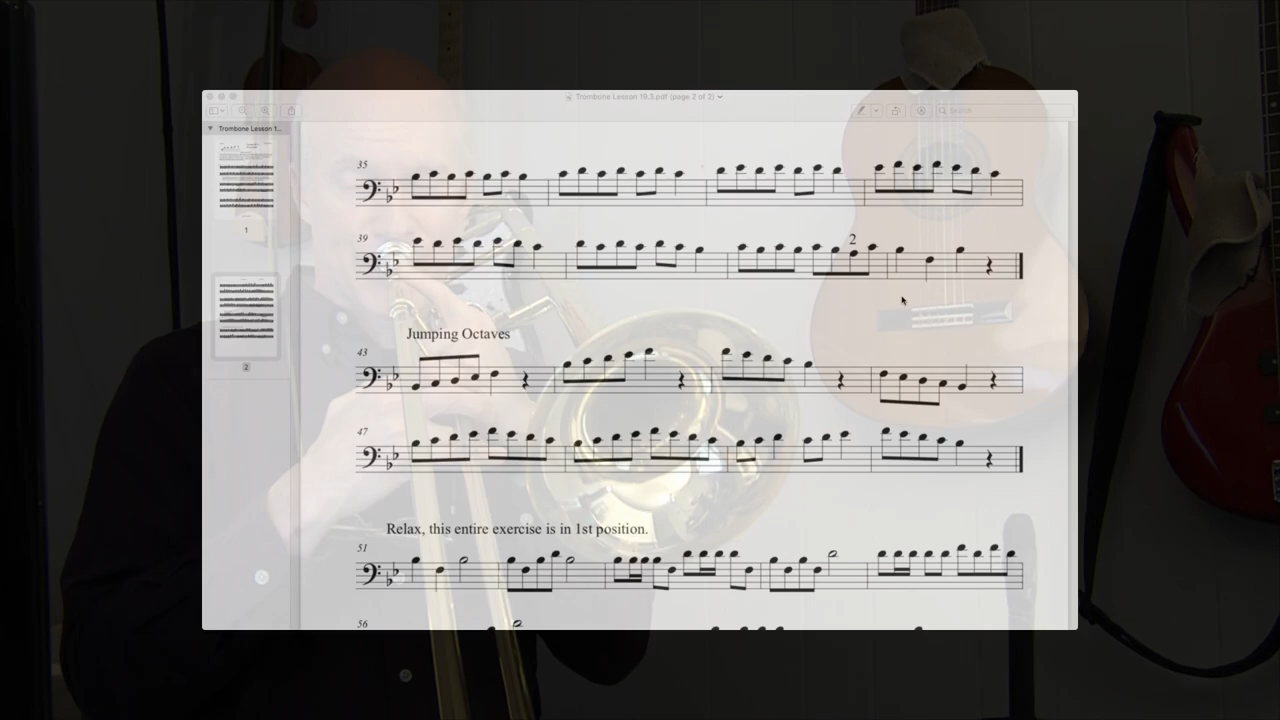 Trombone Lesson 19.3.pdf (page 2 of 2)
Search
Trombone Lesson 1...
1
2
35
39
2
Jumping Octaves
43
47
Relax, this entire exercise is in 1st position.
51
56